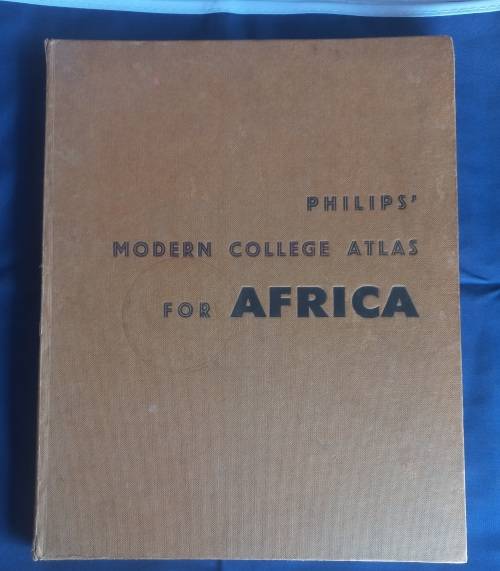 PHILIPS'
MODERN COLLEGE ATLAS
FOR AFRICA